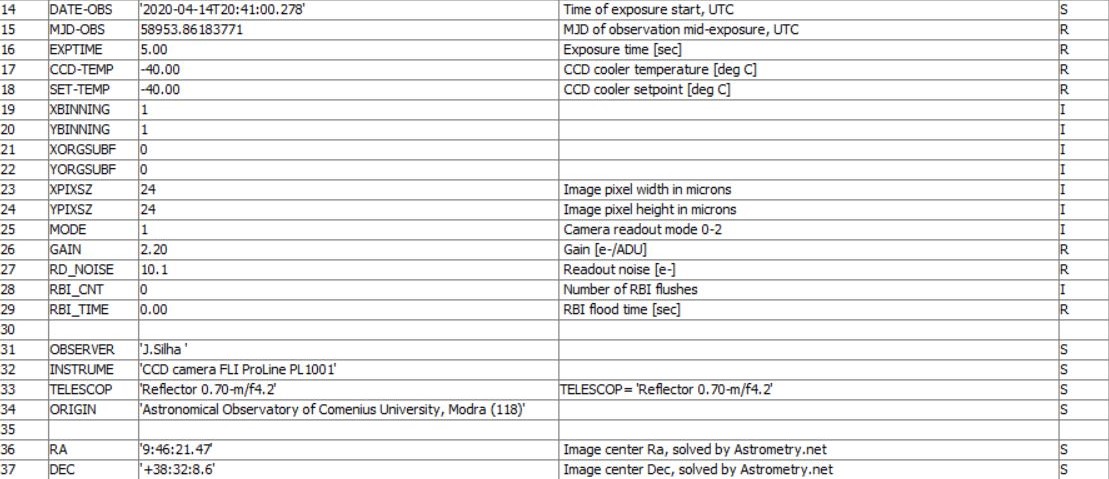 14 DATE-OBS '2020-04-14T20:41:00.278' Time of exposure start, UTC S
15 MJD-OBS 58953.86183771 MJD of observation mid-exposure, UTC R
16 EXPTIME 5.00 Exposure time [sec] R
17 CCD-TEMP -40.00 CCD cooler temperature [deg C] R
18 SET-TEMP -40.00 CCD cooler setpoint [deg C] R
19 XBINNING 1 I
20 YBINNING 1 I
21 XORGSUBF 0 I
22 YORGSUBF 0 I
23 XPIXSZ 24 Image pixel width in microns I
24 YPIXSZ 24 Image pixel height in microns I
25 MODE 1 Camera readout mode 0-2 I
26 GAIN 2.20 Gain [e-/ADU] R
27 RD_NOISE 10.1 Readout noise [e-] R
28 RBI_CNT 0 Number of RBI flushes I
29 RBI_TIME 0.00 RBI flood time [sec] R
30
31 OBSERVER 'J.Silha ' S
32 INSTRUME 'CCD camera FLI ProLine PL1001' S
33 TELESCOP 'Reflector 0.70-m/f4.2' TELESCOP= 'Reflector 0.70-m/f4.2' S
34 ORIGIN 'Astronomical Observatory of Comenius University, Modra (118)' S
35
36 RA '9:46:21.47' Image center Ra, solved by Astrometry.net S
37 DEC '+38:32:8.6' Image center Dec, solved by Astrometry.net S